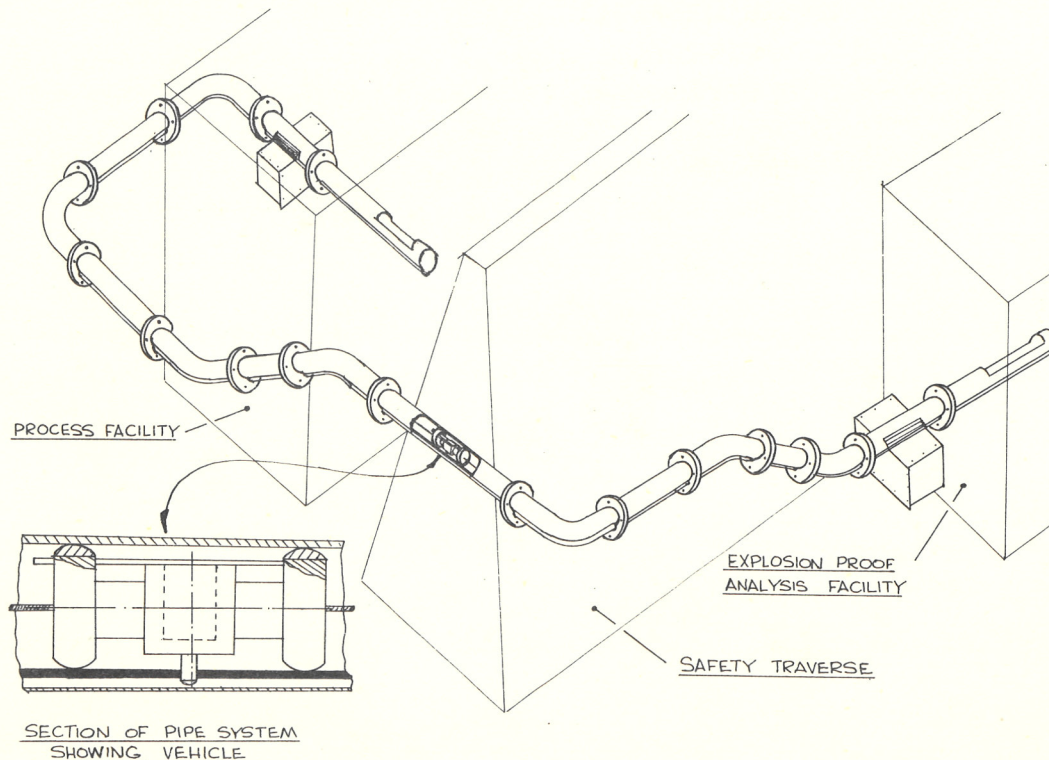 PROCESS FACILITY
EXPLOSION PROOF
ANALYSIS FACILITY
SAFETY TRAVERSE
SECTION OF PIPE SYSTEM
SHOWING VEHICLE